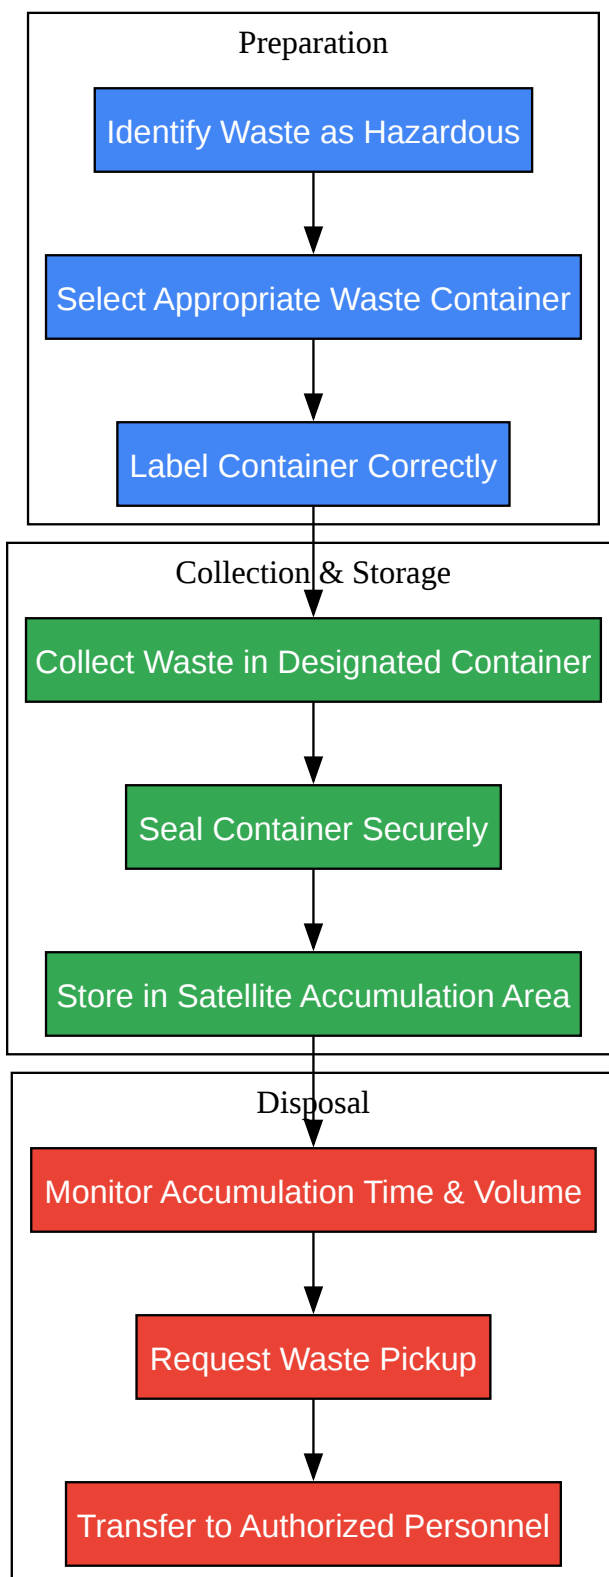 Preparation
Identify Waste as Hazardous
Select Appropriate Waste Container
Label Container Correctly
Collection & Storage
Collect Waste in Designated Container
Seal Container Securely
Store in Satellite Accumulation Area
Disposal
Monitor Accumulation Time & Volume
Request Waste Pickup
Transfer to Authorized Personnel